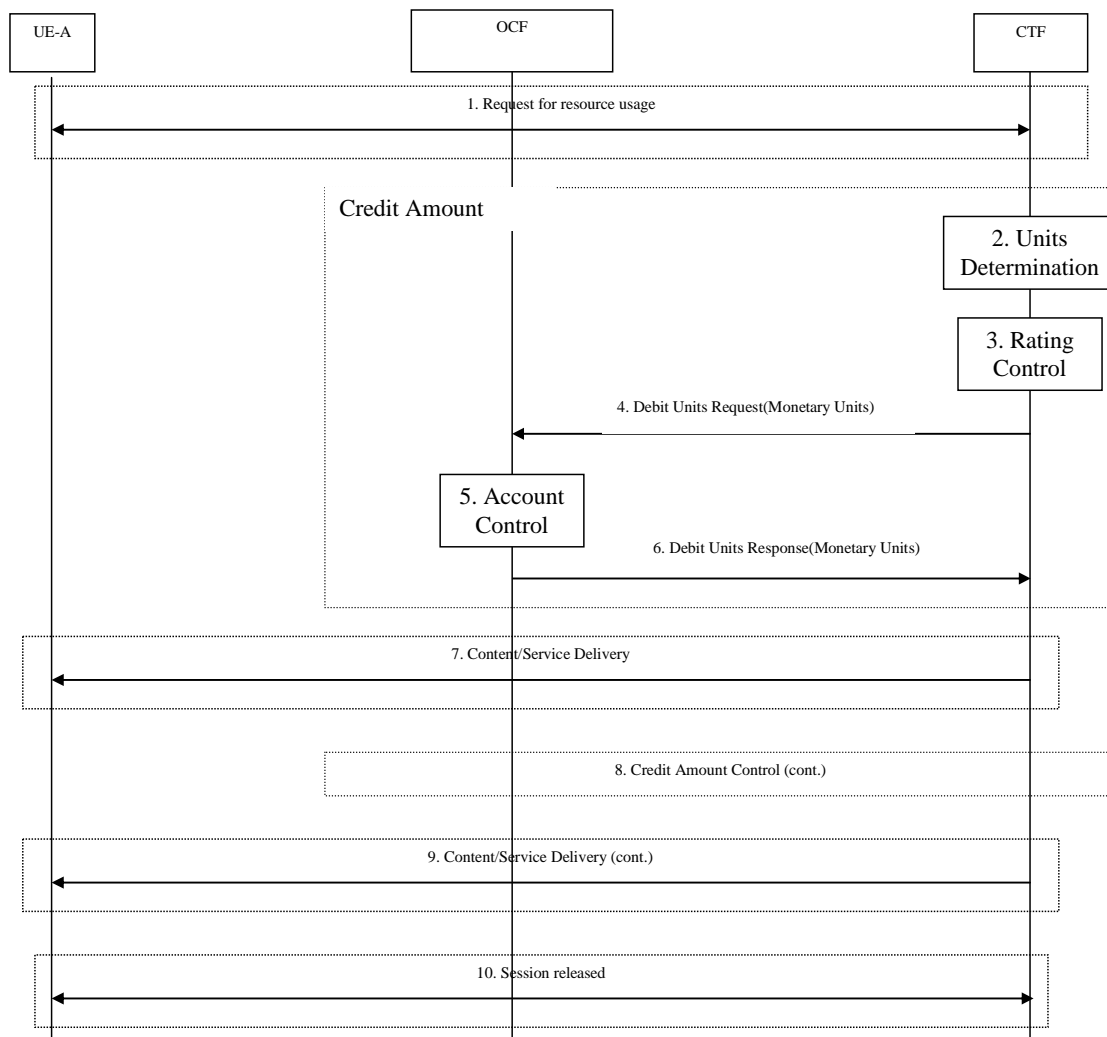 UE-A
OCF
CTF
1. Request for resource usage
Credit Amount
2. Units
Determination
3. Rating
Control
4. Debit Units Request(Monetary Units)
5. Account
Control
6. Debit Units Response(Monetary Units)
7. Content/Service Delivery
8. Credit Amount Control (cont.)
9. Content/Service Delivery (cont.)
10. Session released